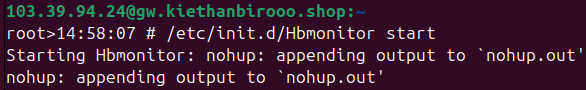 103.39.94.24@gw.kiethanbirooo.shop:~
root>14:58:07 # /etc/init.d/Hbmonitor start
Starting Hbmonitor: nohup: appending output to `nohup.out'
nohup: appending output to `nohup.out'